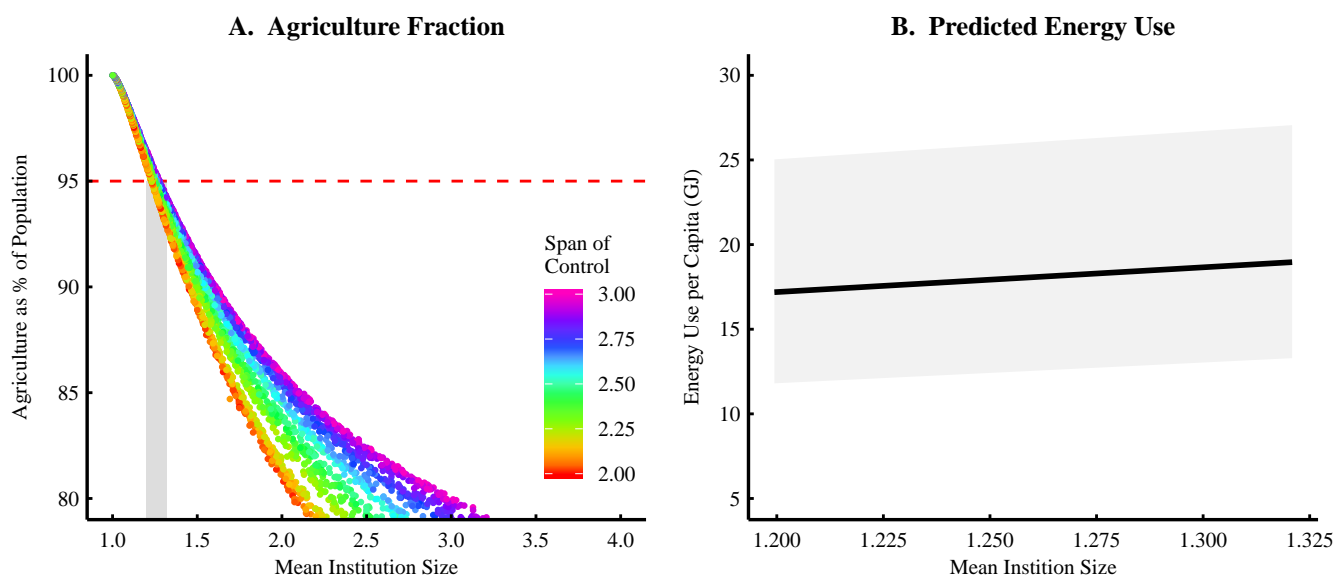 A. Agriculture Fraction
100
95
90
85
80
Agriculture as % of Population
1.0 1.5 2.0 2.5 3.0 3.5 4.0
Mean Institution Size
Span of
Control
3.00
2.75
2.50
2.25
2.00
B. Predicted Energy Use
30
25
20
15
10
5
Energy Use per Capita (GJ)
1.200 1.225 1.250 1.275 1.300 1.325
Mean Instition Size